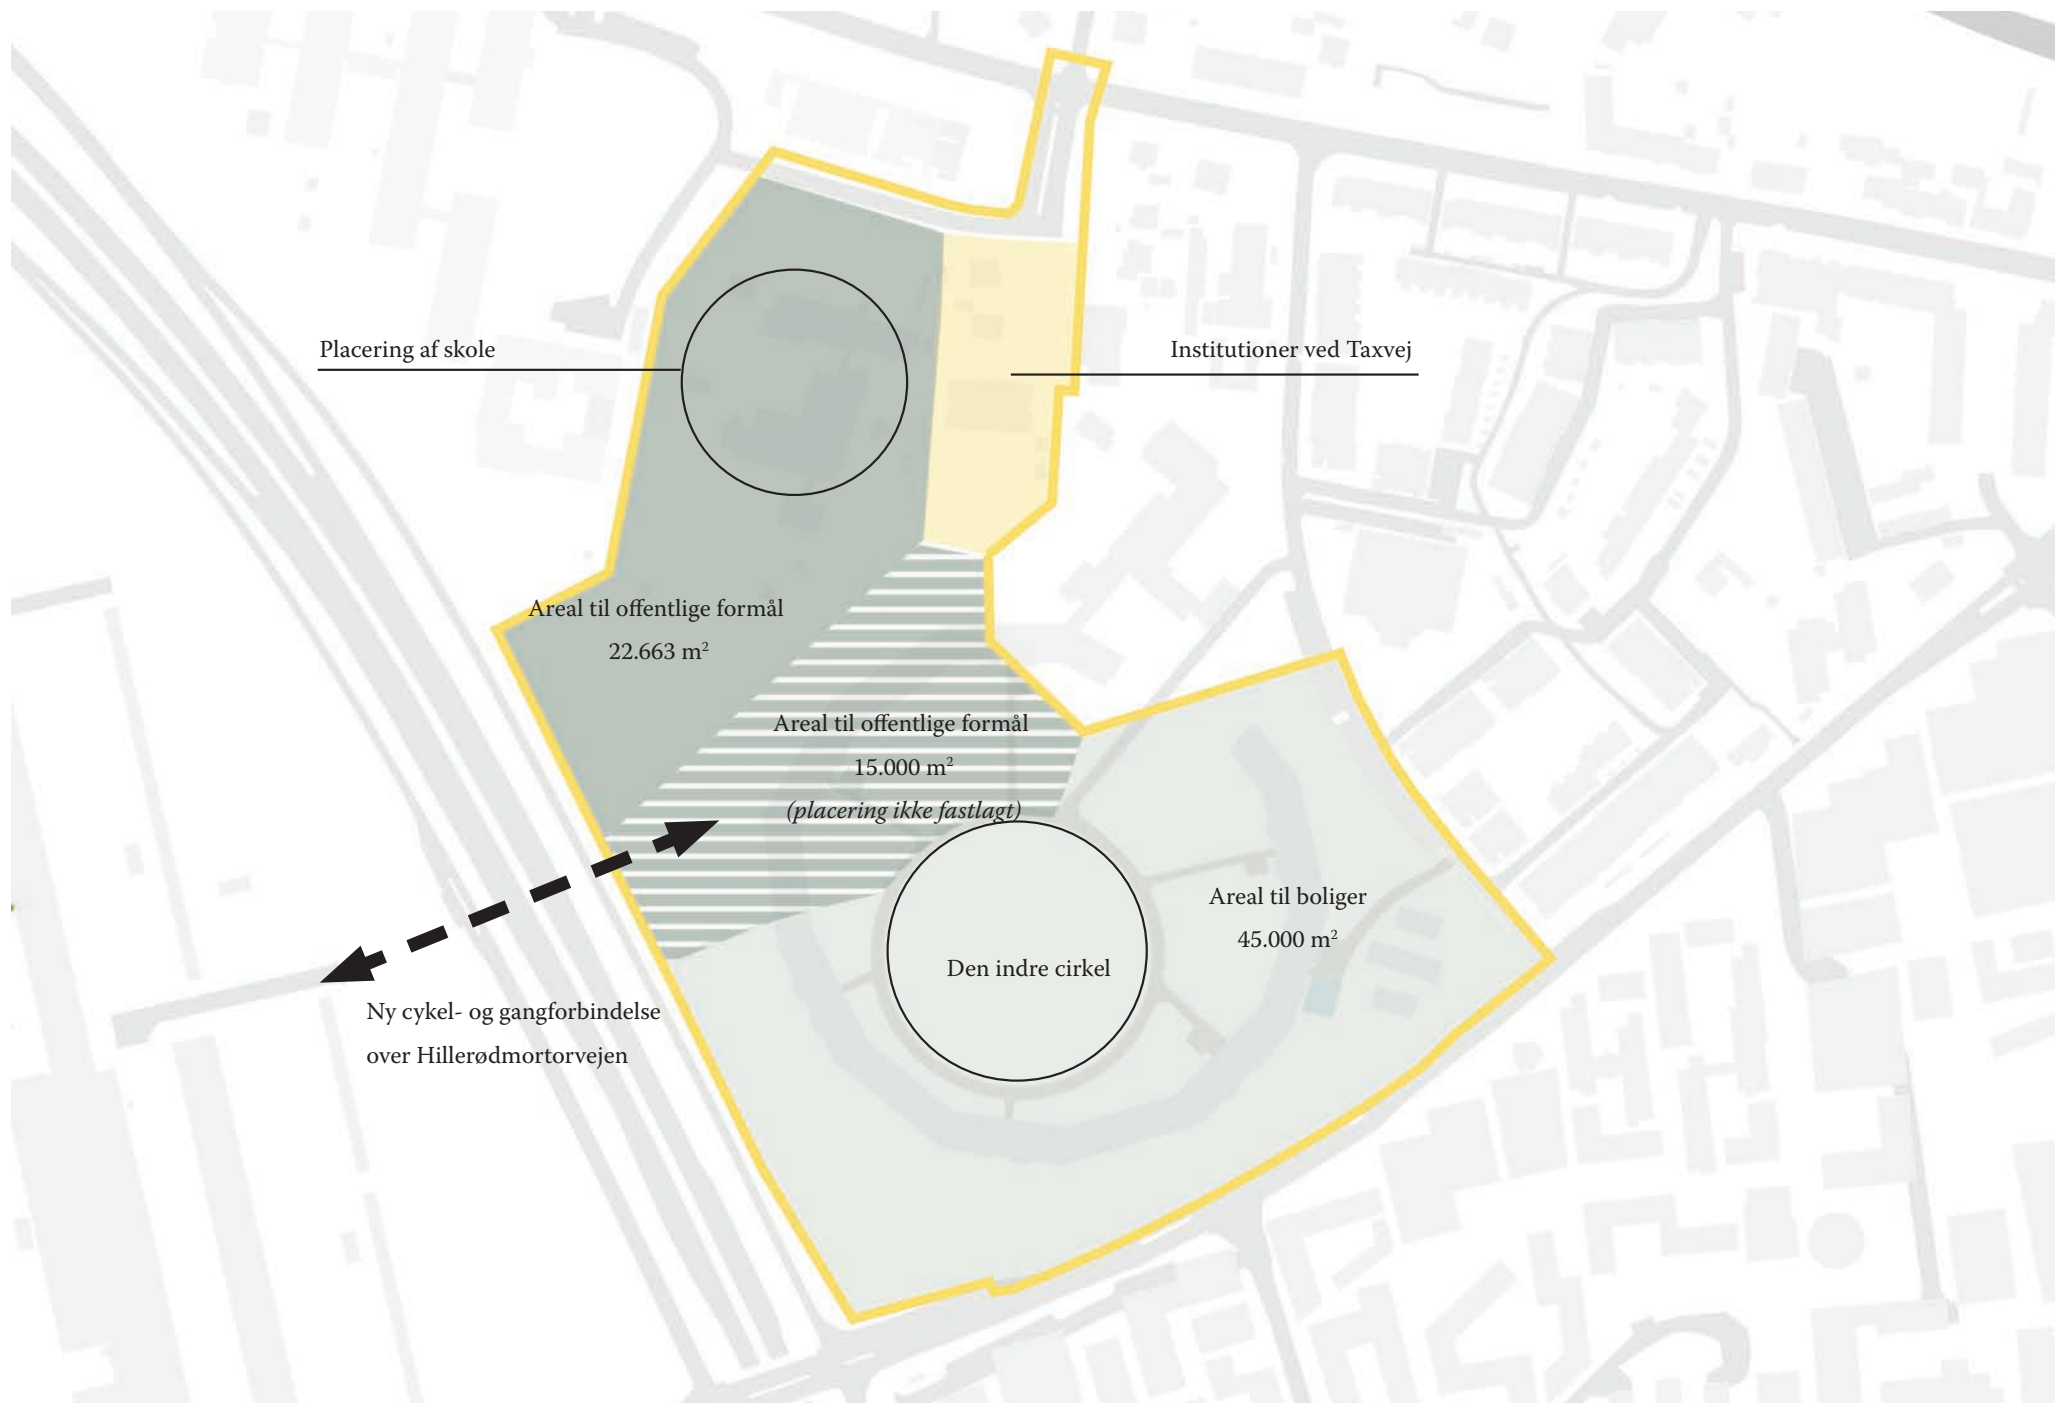 Placering af skole
Institutioner ved Taxvej
Areal til offentlige formål
22.663 m²
Areal til offentlige formål
15.000 m²
(placering ikke fastlagt)
Areal til boliger
45.000 m²
Den indre cirkel
Ny cykel- og gangforbindelse
over Hillerødmortorvejen